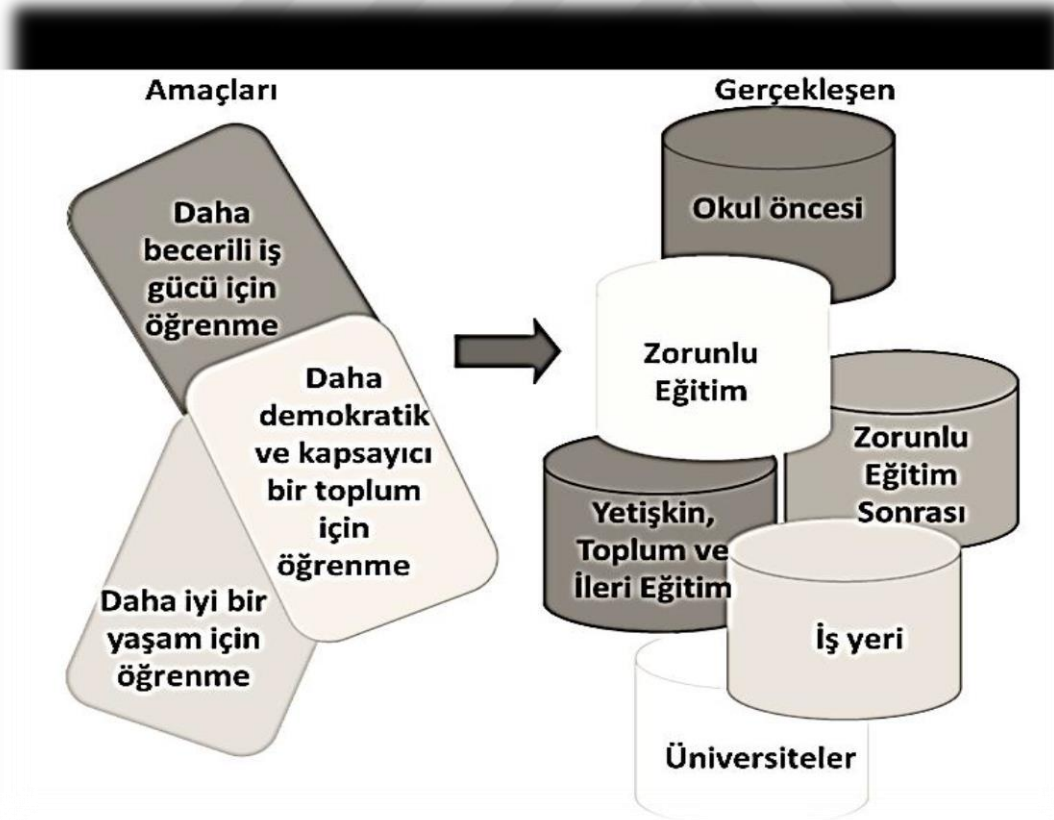 Amaçları
Daha
becerili iş
gücü için
öğrenme
Daha
demokratik
ve kapsayıcı
bir toplum
için
öğrenme
Daha iyi bir
yaşam için
öğrenme
Gerçekleşen
Okul öncesi
Zorunlu
Eğitim
Zorunlu
Eğitim
Sonrası
Yetişkin,
Toplum ve
İleri Eğitim
İş yeri
Üniversiteler